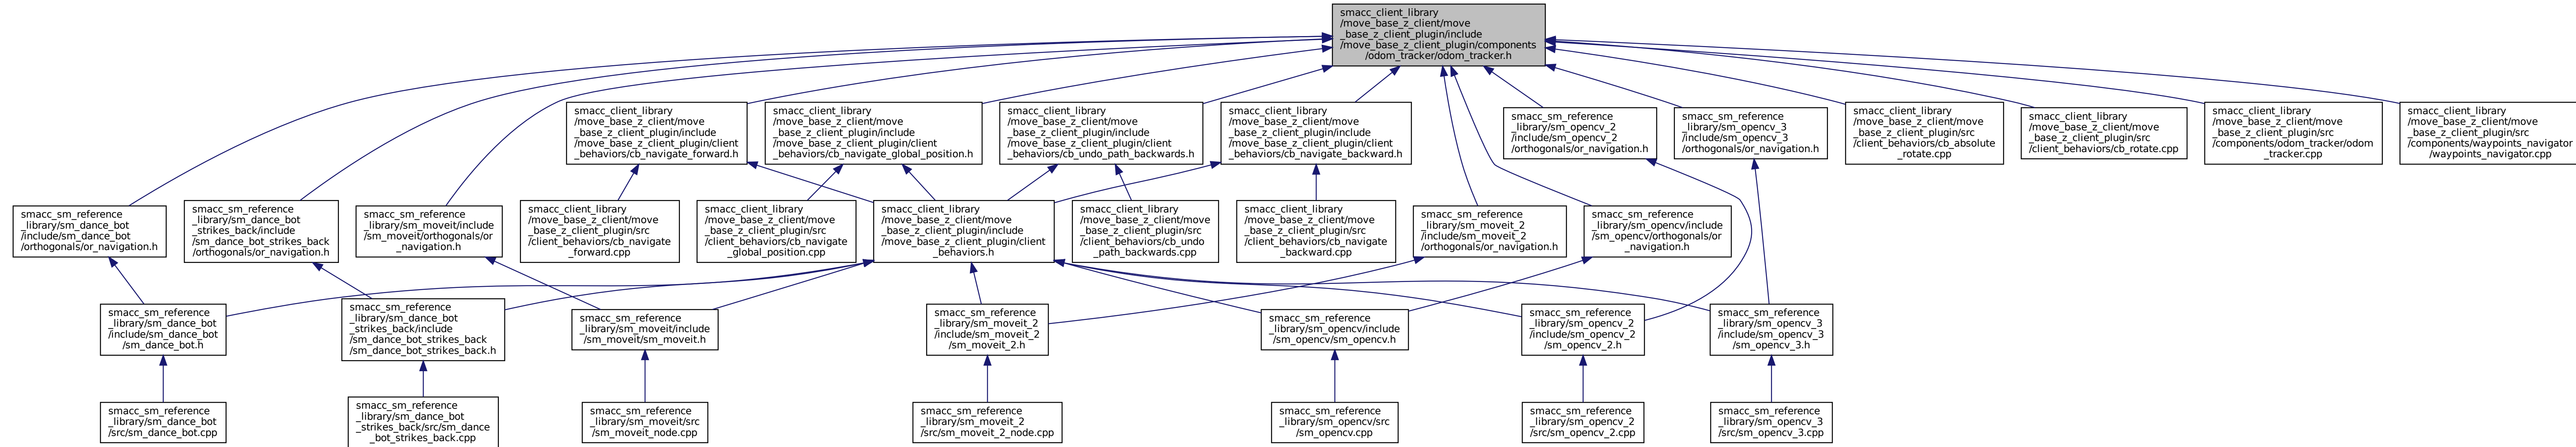 smacc_client_library
/move_base_z_client/move
_base_z_client_plugin/include
/move_base_z_client_plugin/components
/odom_tracker/odom_tracker.h
smacc_client_library
/move_base_z_client/move
_base_z_client_plugin/include
/move_base_z_client_plugin/client
_behaviors/cb_navigate_forward.h
smacc_client_library
/move_base_z_client/move
_base_z_client_plugin/include
/move_base_z_client_plugin/client
_behaviors/cb_navigate_global_position.h
smacc_client_library
/move_base_z_client/move
_base_z_client_plugin/include
/move_base_z_client_plugin/client
_behaviors/cb_undo_path_backwards.h
smacc_client_library
/move_base_z_client/move
_base_z_client_plugin/include
/move_base_z_client_plugin/client
_behaviors/cb_navigate_backward.h
smacc_sm_reference
_library/sm_opencv_2
/include/sm_opencv_2
/orthogonals/or_navigation.h
smacc_sm_reference
_library/sm_opencv_3
/include/sm_opencv_3
/orthogonals/or_navigation.h
smacc_client_library
/move_base_z_client/move
_base_z_client_plugin/src
/client_behaviors/cb_absolute
_rotate.cpp
smacc_client_library
/move_base_z_client/move
_base_z_client_plugin/src
/client_behaviors/cb_rotate.cpp
smacc_client_library
/move_base_z_client/move
_base_z_client_plugin/src
/components/odom_tracker/odom
_tracker.cpp
smacc_client_library
/move_base_z_client/move
_base_z_client_plugin/src
/components/waypoints_navigator
/waypoints_navigator.cpp
smacc_sm_reference
_library/sm_dance_bot
/include/sm_dance_bot
/orthogonals/or_navigation.h
smacc_sm_reference
_library/sm_dance_bot
_strikes_back/include
/sm_dance_bot_strikes_back
/orthogonals/or_navigation.h
smacc_sm_reference
_library/sm_moveit/include
/sm_moveit/orthogonals/or
_navigation.h
smacc_client_library
/move_base_z_client/move
_base_z_client_plugin/src
/client_behaviors/cb_navigate
_forward.cpp
smacc_client_library
/move_base_z_client/move
_base_z_client_plugin/src
/client_behaviors/cb_navigate
_global_position.cpp
smacc_client_library
/move_base_z_client/move
_base_z_client_plugin/include
/move_base_z_client_plugin/client
_behaviors.h
smacc_client_library
/move_base_z_client/move
_base_z_client_plugin/src
/client_behaviors/cb_undo
_path_backwards.cpp
smacc_client_library
/move_base_z_client/move
_base_z_client_plugin/src
/client_behaviors/cb_navigate
_backward.cpp
smacc_sm_reference
_library/sm_moveit_2
/include/sm_moveit_2
/orthogonals/or_navigation.h
smacc_sm_reference
_library/sm_opencv/include
/sm_opencv/orthogonals/or
_navigation.h
smacc_sm_reference
_library/sm_dance_bot
/include/sm_dance_bot
/sm_dance_bot.h
smacc_sm_reference
_library/sm_dance_bot
_strikes_back/include
/sm_dance_bot_strikes_back
/sm_dance_bot_strikes_back.h
smacc_sm_reference
_library/sm_moveit/include
/sm_moveit/sm_moveit.h
smacc_sm_reference
_library/sm_moveit_2
/include/sm_moveit_2
/sm_moveit_2.h
smacc_sm_reference
_library/sm_opencv/include
/sm_opencv/sm_opencv.h
smacc_sm_reference
_library/sm_opencv_2
/include/sm_opencv_2
/sm_opencv_2.h
smacc_sm_reference
_library/sm_opencv_3
/include/sm_opencv_3
/sm_opencv_3.h
smacc_sm_reference
_library/sm_dance_bot
/src/sm_dance_bot.cpp
smacc_sm_reference
_library/sm_dance_bot
_strikes_back/src/sm_dance
_bot_strikes_back.cpp
smacc_sm_reference
_library/sm_moveit/src
/sm_moveit_node.cpp
smacc_sm_reference
_library/sm_moveit_2
/src/sm_moveit_2_node.cpp
smacc_sm_reference
_library/sm_opencv/src
/sm_opencv.cpp
smacc_sm_reference
_library/sm_opencv_2
/src/sm_opencv_2.cpp
smacc_sm_reference
_library/sm_opencv_3
/src/sm_opencv_3.cpp